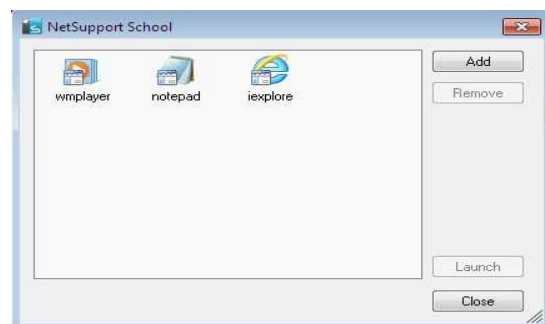 NetSupport School
Add
Remove
wmplayer notepad iexplore
Launch
Close